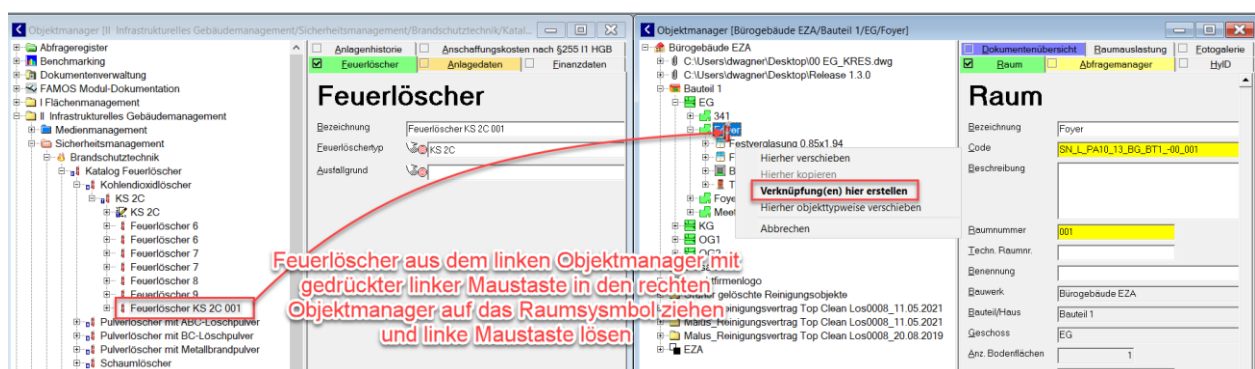 Objektmanager [II Infrastrukturelles Gebäudemanagement/Sicherheitsmanagement/Brandschutztechnik/Katal...
Abfrageregister
Benchmarking
Dokumentenverwaltung
FAMOS Modul-Dokumentation
I Flächenmanagement
II Infrastrukturelles Gebäudemanagement
Medienmanagement
Sicherheitsmanagement
Brandschutztechnik
Katalog Feuerlöscher
Kohlendioxidlöscher
KS 2C
KS 2C
Feuerlöscher 6
Feuerlöscher 6
Feuerlöscher 7
Feuerlöscher 7
Feuerlöscher 8
Feuerlöscher 9
Feuerlöscher KS 2C 001
Pulverlöscher mit ABC-Löschpulver
Pulverlöscher mit BC-Löschpulver
Pulverlöscher mit Metallbrandpulver
Schaumlöscher
Anlagenhistorie
Anschaffungskosten nach §255 I1 HGB
Feuerlöscher
Anlagedaten
Finanzdaten
Feuerlöscher
Bezeichnung
Feuerlöscher KS 2C 001
Feuerlöschertyp
KS 2C
Ausfallgrund
Feuerlöscher aus dem linken Objektmanager mit
gedrückter linker Maustaste in den rechten
Objektmanager auf das Raumsysmbol ziehen
und linke Maustaste lösen
Objektmanager [Bürogebäude EZA/Bauteil 1/EG/Foyer]
Bürogebäude EZA
C:\Users\dwagner\Desktop\00 EG_KRES.dwg
C:\Users\dwagner\Desktop\Release 1.3.0
Bauteil 1
EG
341
Foyer
Festverglasung 0.85x1.94
Hierher verschieben
Hierher kopieren
Verknüpfung(en) hier erstellen
Hierher objekttypweise verschieben
Abbrechen
KG
OG1
gelöschte Reinigungsobjekte
Reinigungsvertrag Top Clean Los0008_11.05.2021
Malus_Reinigungsvertrag Top Clean Los0008_11.05.2021
Malus_Reinigungsvertrag Top Clean Los0008_20.08.2019
EZA
Dokumentenübersicht
Raumauslastung
Fotogalerie
Raum
Abfragemanager
HyID
Raum
Bezeichnung
Foyer
Code
SN_L_PA10_13_BG_BT1_-00_001
Beschreibung
Raumnummer
001
Techn. Raumnr.
Benennung
Bauwerk
Bürogebäude EZA
Bauteil/Haus
Bauteil 1
Geschoss
EG
Anz. Bodenflächen
1